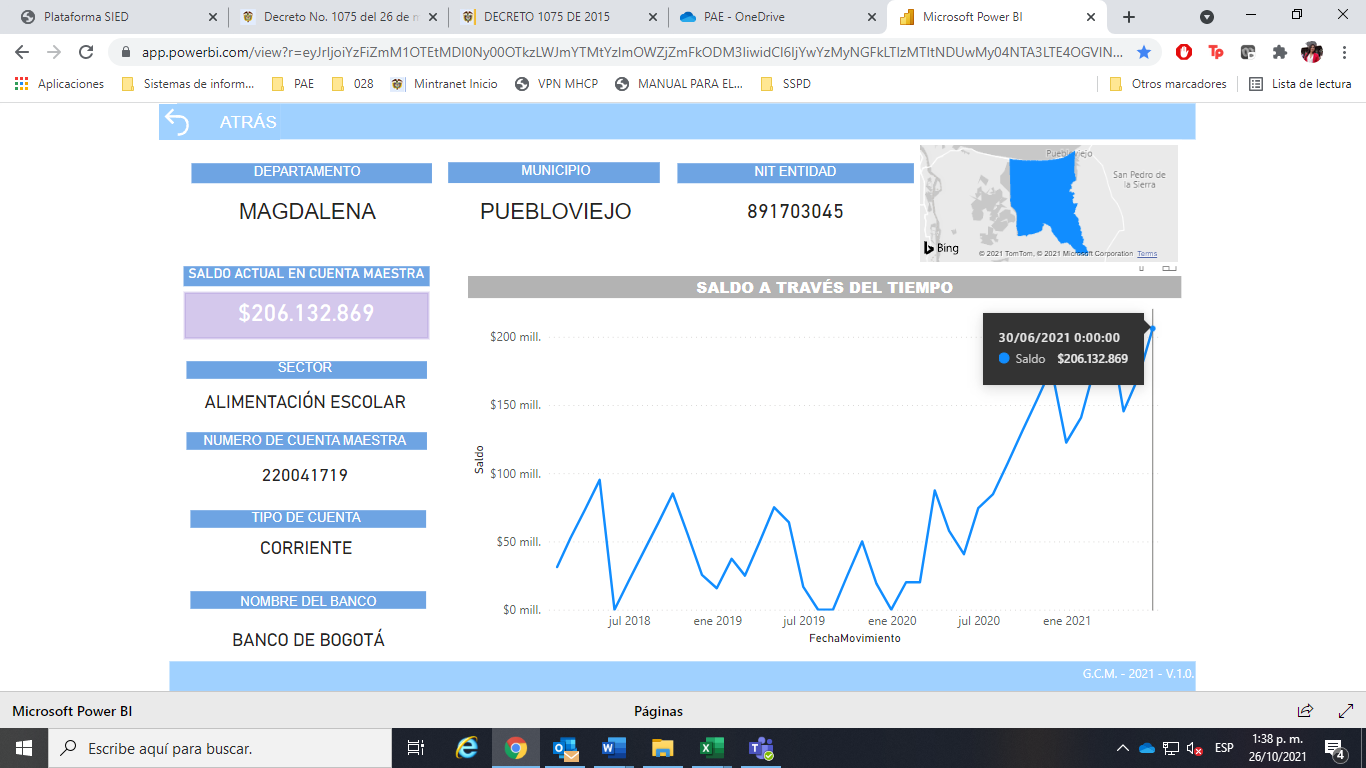 Plataforma SIED
Decreto No. 1075 del 26 de m
DECRETO 1075 DE 2015
PAE - OneDrive
Microsoft Power BI
Aplicaciones
Sistemas de inform...
PAE
028
Mintranet Inicio
VPN MHCP
MANUAL PARA EL...
SSPD
Otros marcadores
Lista de lectura
ATRÁS
DEPARTAMENTO
MAGDALENA
MUNICIPIO
PUEBLOVIEJO
NIT ENTIDAD
891703045
San Pedro de
la Sierra
Bing
© 2021 TomTom, © 2021 Microsoft Corporation Terms
SALDO ACTUAL EN CUENTA MAESTRA
$206.132.869
SECTOR
ALIMENTACIÓN ESCOLAR
NUMERO DE CUENTA MAESTRA
220041719
TIPO DE CUENTA
CORRIENTE
NOMBRE DEL BANCO
BANCO DE BOGOTÁ
SALDO A TRAVÉS DEL TIEMPO
30/06/2021 0:00:00
Saldo $206.132.869
$200 mill.
$150 mill.
$100 mill.
$50 mill.
$0 mill.
Saldo
jul 2018
ene 2019
jul 2019
ene 2020
jul 2020
ene 2021
FechaMovimiento
G.C.M. - 2021 - V.1.0.
Microsoft Power BI
Páginas
Escribe aquí para buscar.
ESP
1:38 p. m.
26/10/2021
4